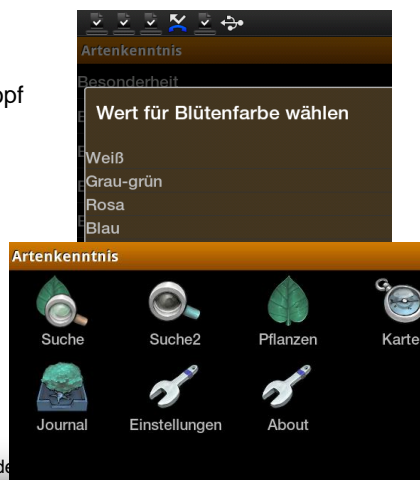 Artenkenntnis
Besonderheit
opf
Wert für Blütenfarbe wählen
Weiß
Grau-grün
Rosa
Blau
Artenkenntnis
Suche Suche2 Pflanzen Karte
Journal Einstellungen About